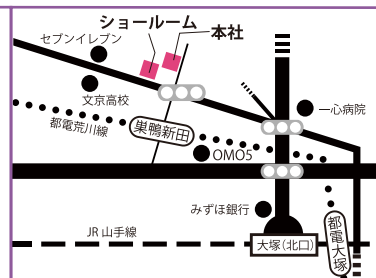 ショールーム
本社
セブンイレブン
文京高校
都電荒川線
巣鴨新田
一心病院
OMO5
みずほ銀行
都電大塚
JR 山手線
大塚(北口)